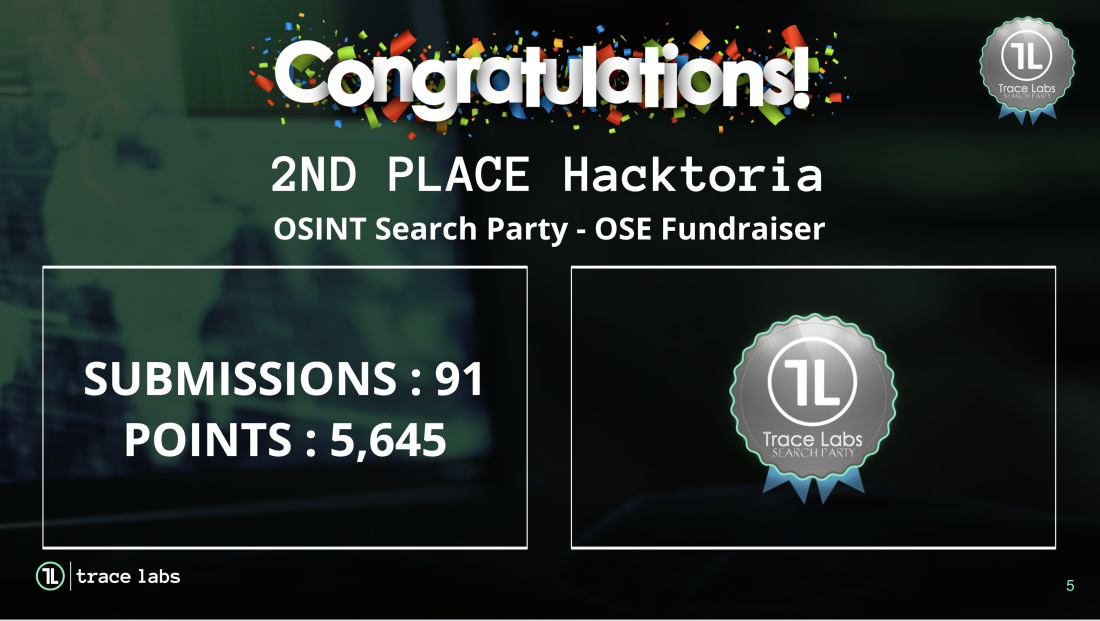 Congratulations!
TL
Trace Labs
SEARCH PARTY
2ND PLACE Hacktoria
OSINT Search Party - OSE Fundraiser
SUBMISSIONS : 91
POINTS : 5,645
TL
Trace Labs
SEARCH PARTY
TL
trace labs
5